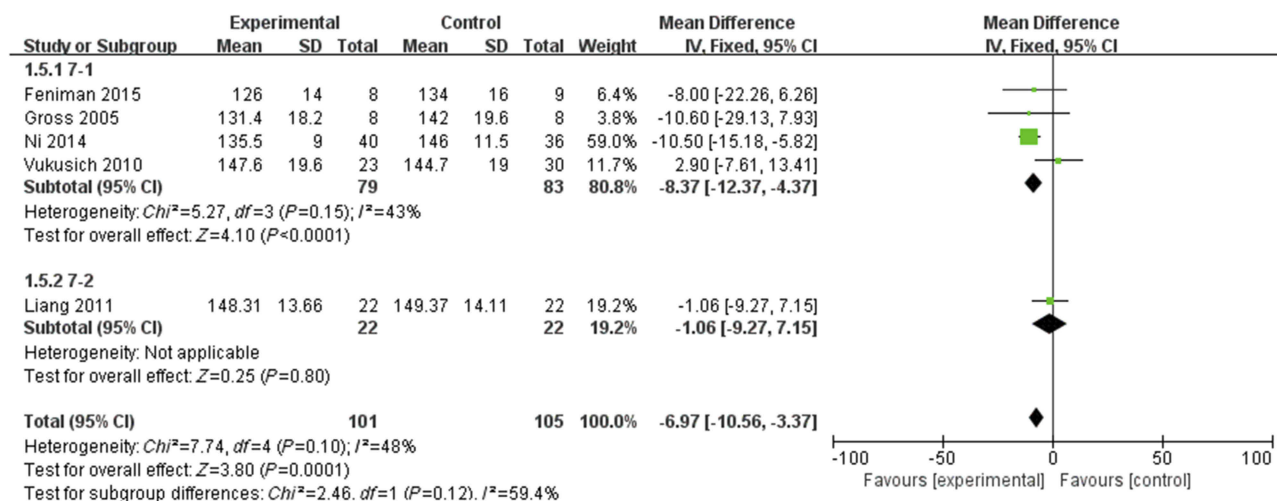 Experimental Control Mean Difference Mean Difference
Study or Subgroup Mean SD Total Mean SD Total Weight IV, Fixed, 95% CI IV, Fixed, 95% CI
1.5.1 7-1
Feniman 2015 126 14 8 134 16 9 6.4% -8.00 [-22.26, 6.26]
Gross 2005 131.4 18.2 8 142 19.6 8 3.8% -10.60 [-29.13, 7.93]
Ni 2014 135.5 9 40 146 11.5 36 59.0% -10.50 [-15.18, -5.82]
Vukusich 2010 147.6 19.6 23 144.7 19 30 11.7% 2.90 [-7.61, 13.41]
Subtotal (95% CI) 79 83 80.8% -8.37 [-12.37, -4.37]
Heterogeneity: Chi²=5.27, df=3 (P=0.15); I²=43%
Test for overall effect: Z=4.10 (P<0.0001)
1.5.2 7-2
Liang 2011 148.31 13.66 22 149.37 14.11 22 19.2% -1.06 [-9.27, 7.15]
Subtotal (95% CI) 22 22 19.2% -1.06 [-9.27, 7.15]
Heterogeneity: Not applicable
Test for overall effect: Z=0.25 (P=0.80)
Total (95% CI) 101 105 100.0% -6.97 [-10.56, -3.37]
Heterogeneity: Chi²=7.74, df=4 (P=0.10); I²=48%
Test for overall effect: Z=3.80 (P=0.0001)
Test for subgroup differences: Chi²=2.46, df=1 (P=0.12), I²=59.4%
-100 -50 0 50 100
Favours [experimental] Favours [control]